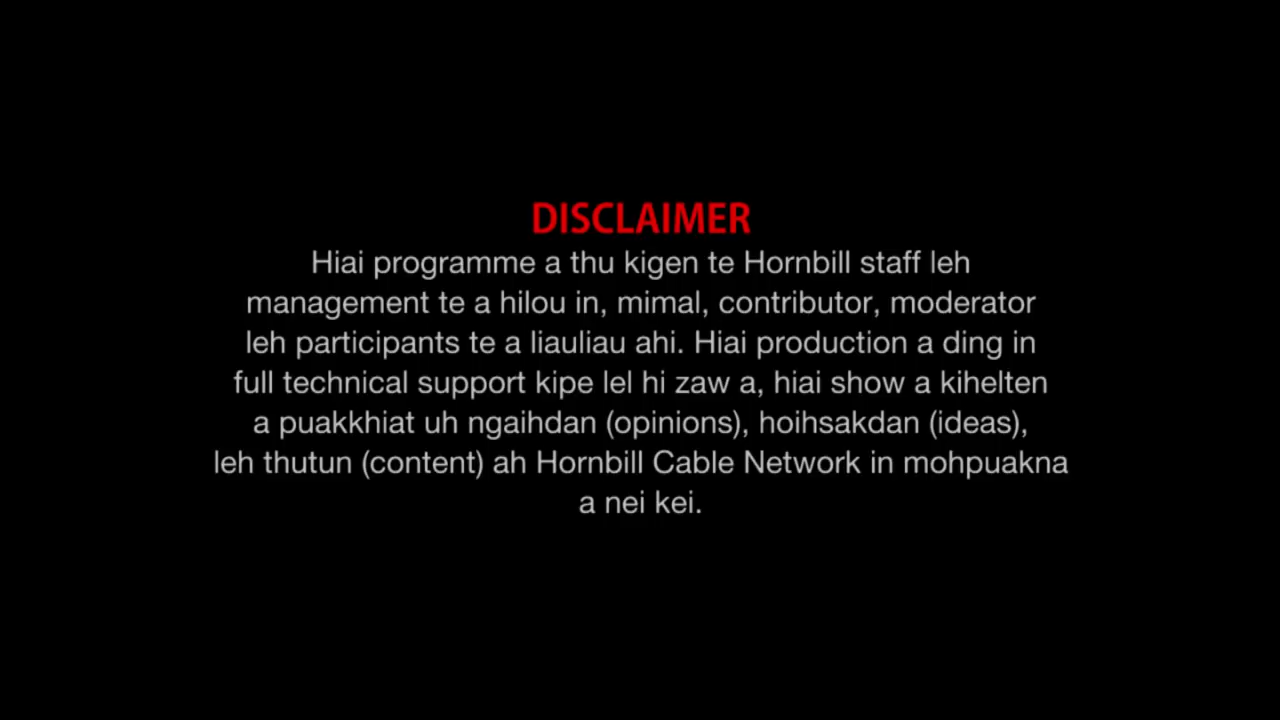 DISCLAIMER
Hiai programme a thu kigen te Hornbill staff leh
management te a hilou in, mimal, contributor, moderator
leh participants te a liauliau ahi. Hiai production a ding in
full technical support kipe lel hi zaw a, hiai show a kihelten
a puakkhiat uh ngaihdan (opinions), hoihsakdan (ideas),
leh thutun (content) ah Hornbill Cable Network in mohpuakna
a nei kei.